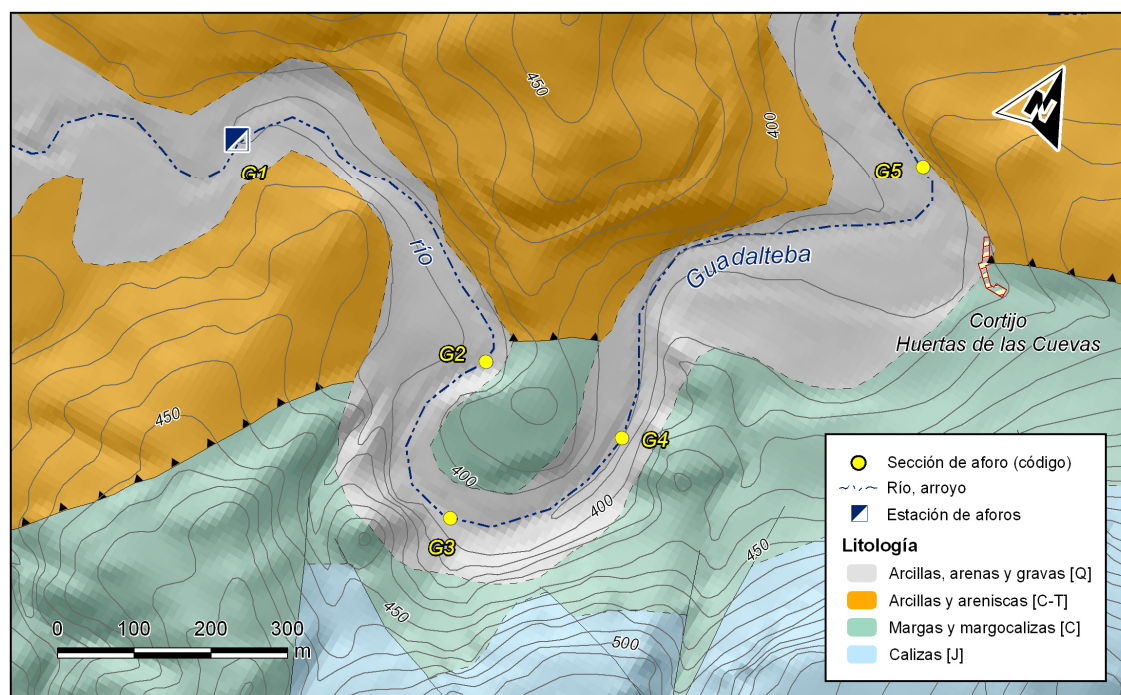 450
400
G1
G5
río
Guadalteba
Cortijo
Huertas de las Cuevas
G2
450
400
G4
400
G3
450
450
500
N
0 100 200 300
m
Sección de aforo (código)
Río, arroyo
Estación de aforos
Litología
Arcillas, arenas y gravas [Q]
Arcillas y areniscas [C-T]
Margas y margocalizas [C]
Calizas [J]